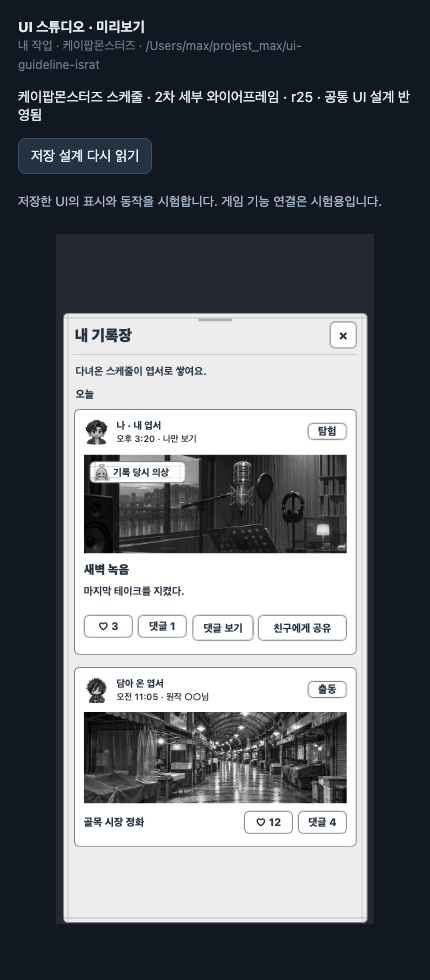 UI 스튜디오 · 미리보기
내 작업 · 케이팝몬스터즈 · /Users/max/projest_max/ui-
guideline-israt
케이팝몬스터즈 스케줄 · 2차 세부 와이어프레임 · r25 · 공통 UI 설계 반
영됨
저장 설계 다시 읽기
저장한 UI의 표시와 동작을 시험합니다. 게임 기능 연결은 시험용입니다.
내 기록장
×
다녀온 스케줄이 엽서로 쌓여요.
오늘
나 · 내 엽서
오후 3:20 · 나만 보기
탐험
기록 당시 의상
새벽 녹음
마지막 테이크를 지켰다.
♡ 3
댓글 1
댓글 보기
친구에게 공유
담아 온 엽서
오전 11:05 · 원작 〇〇님
출동
골목 시장 정화
♡ 12
댓글 4